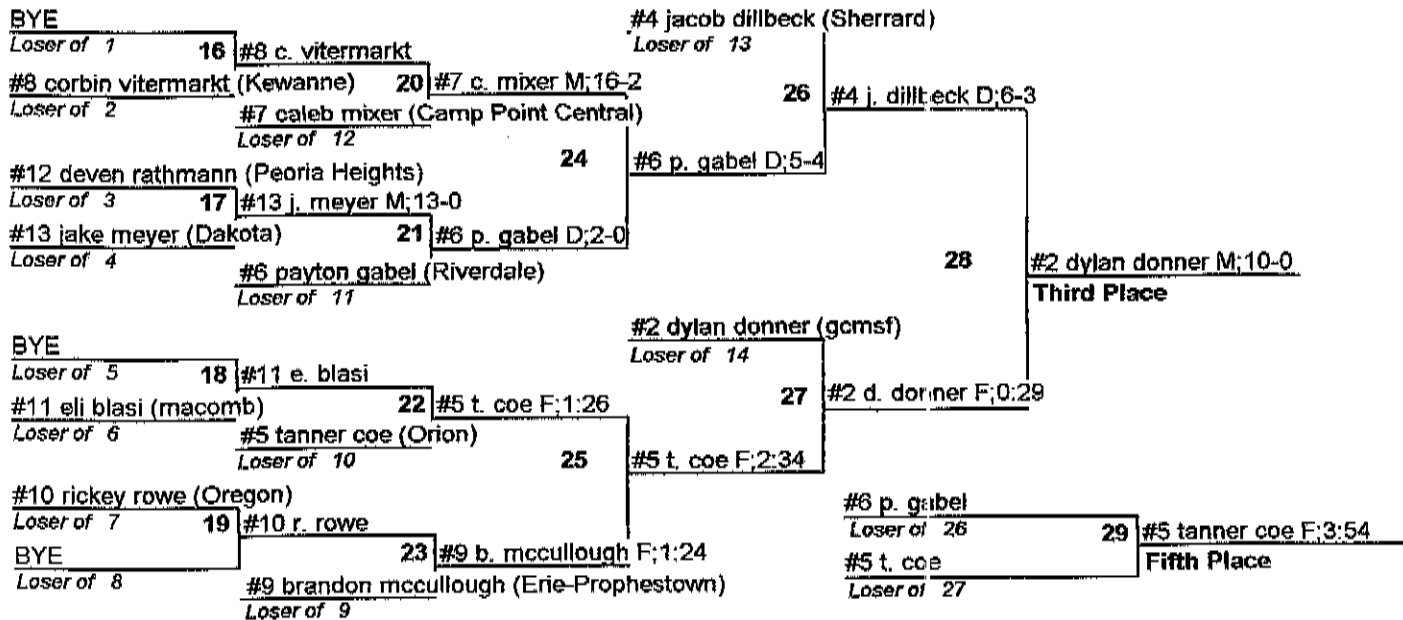 BYE
Loser of 1
16
#8 c. vitermarkt
#8 corbin vitermarkt (Kewanne)
Loser of 2
20
#7 c. mixer M;16-2
#7 caleb mixer (Camp Point Central)
Loser of 12
#12 deven rathmann (Peoria Heights)
Loser of 3
17
#13 j. meyer M;13-0
#13 jake meyer (Dakota)
Loser of 4
21
#6 p. gabel D;2-0
#6 payton gabel (Riverdale)
Loser of 11
24
#6 p. gabel D;5-4
#4 jacob dillbeck (Sherrard)
Loser of 13
26
#4 j. dillbeck D;6-3
28
#2 dylan donner M;10-0
Third Place
BYE
Loser of 5
18
#11 e. blasi
#11 eli blasi (macomb)
Loser of 6
22
#5 t. coe F;1:26
#5 tanner coe (Orion)
Loser of 10
#10 rickey rowe (Oregon)
Loser of 7
19
#10 r. rowe
BYE
Loser of 8
23
#9 b. mccullough F;1:24
#9 brandon mccullough (Erie-Prophestown)
Loser of 9
25
#5 t. coe F;2:34
#2 dylan donner (gcmsf)
Loser of 14
27
#2 d. donner F;0:29
#6 p. gabel
Loser of 26
29
#5 tanner coe F;3:54
Fifth Place
#5 t. coe
Loser of 27